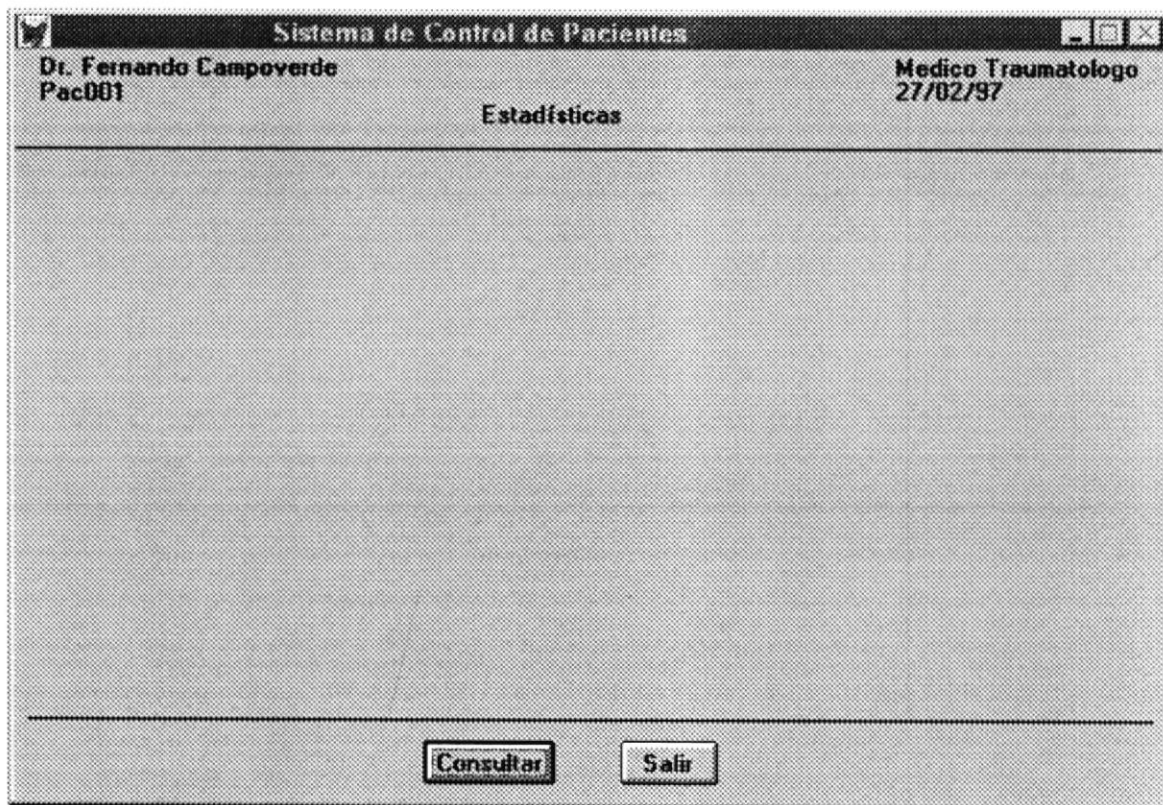 Sistema de Control de Pacientes
Dr. Fernando Campoverde
Medico Traumatologo
Pac001
27/02/97
Estadísticas
Consultar
Salir